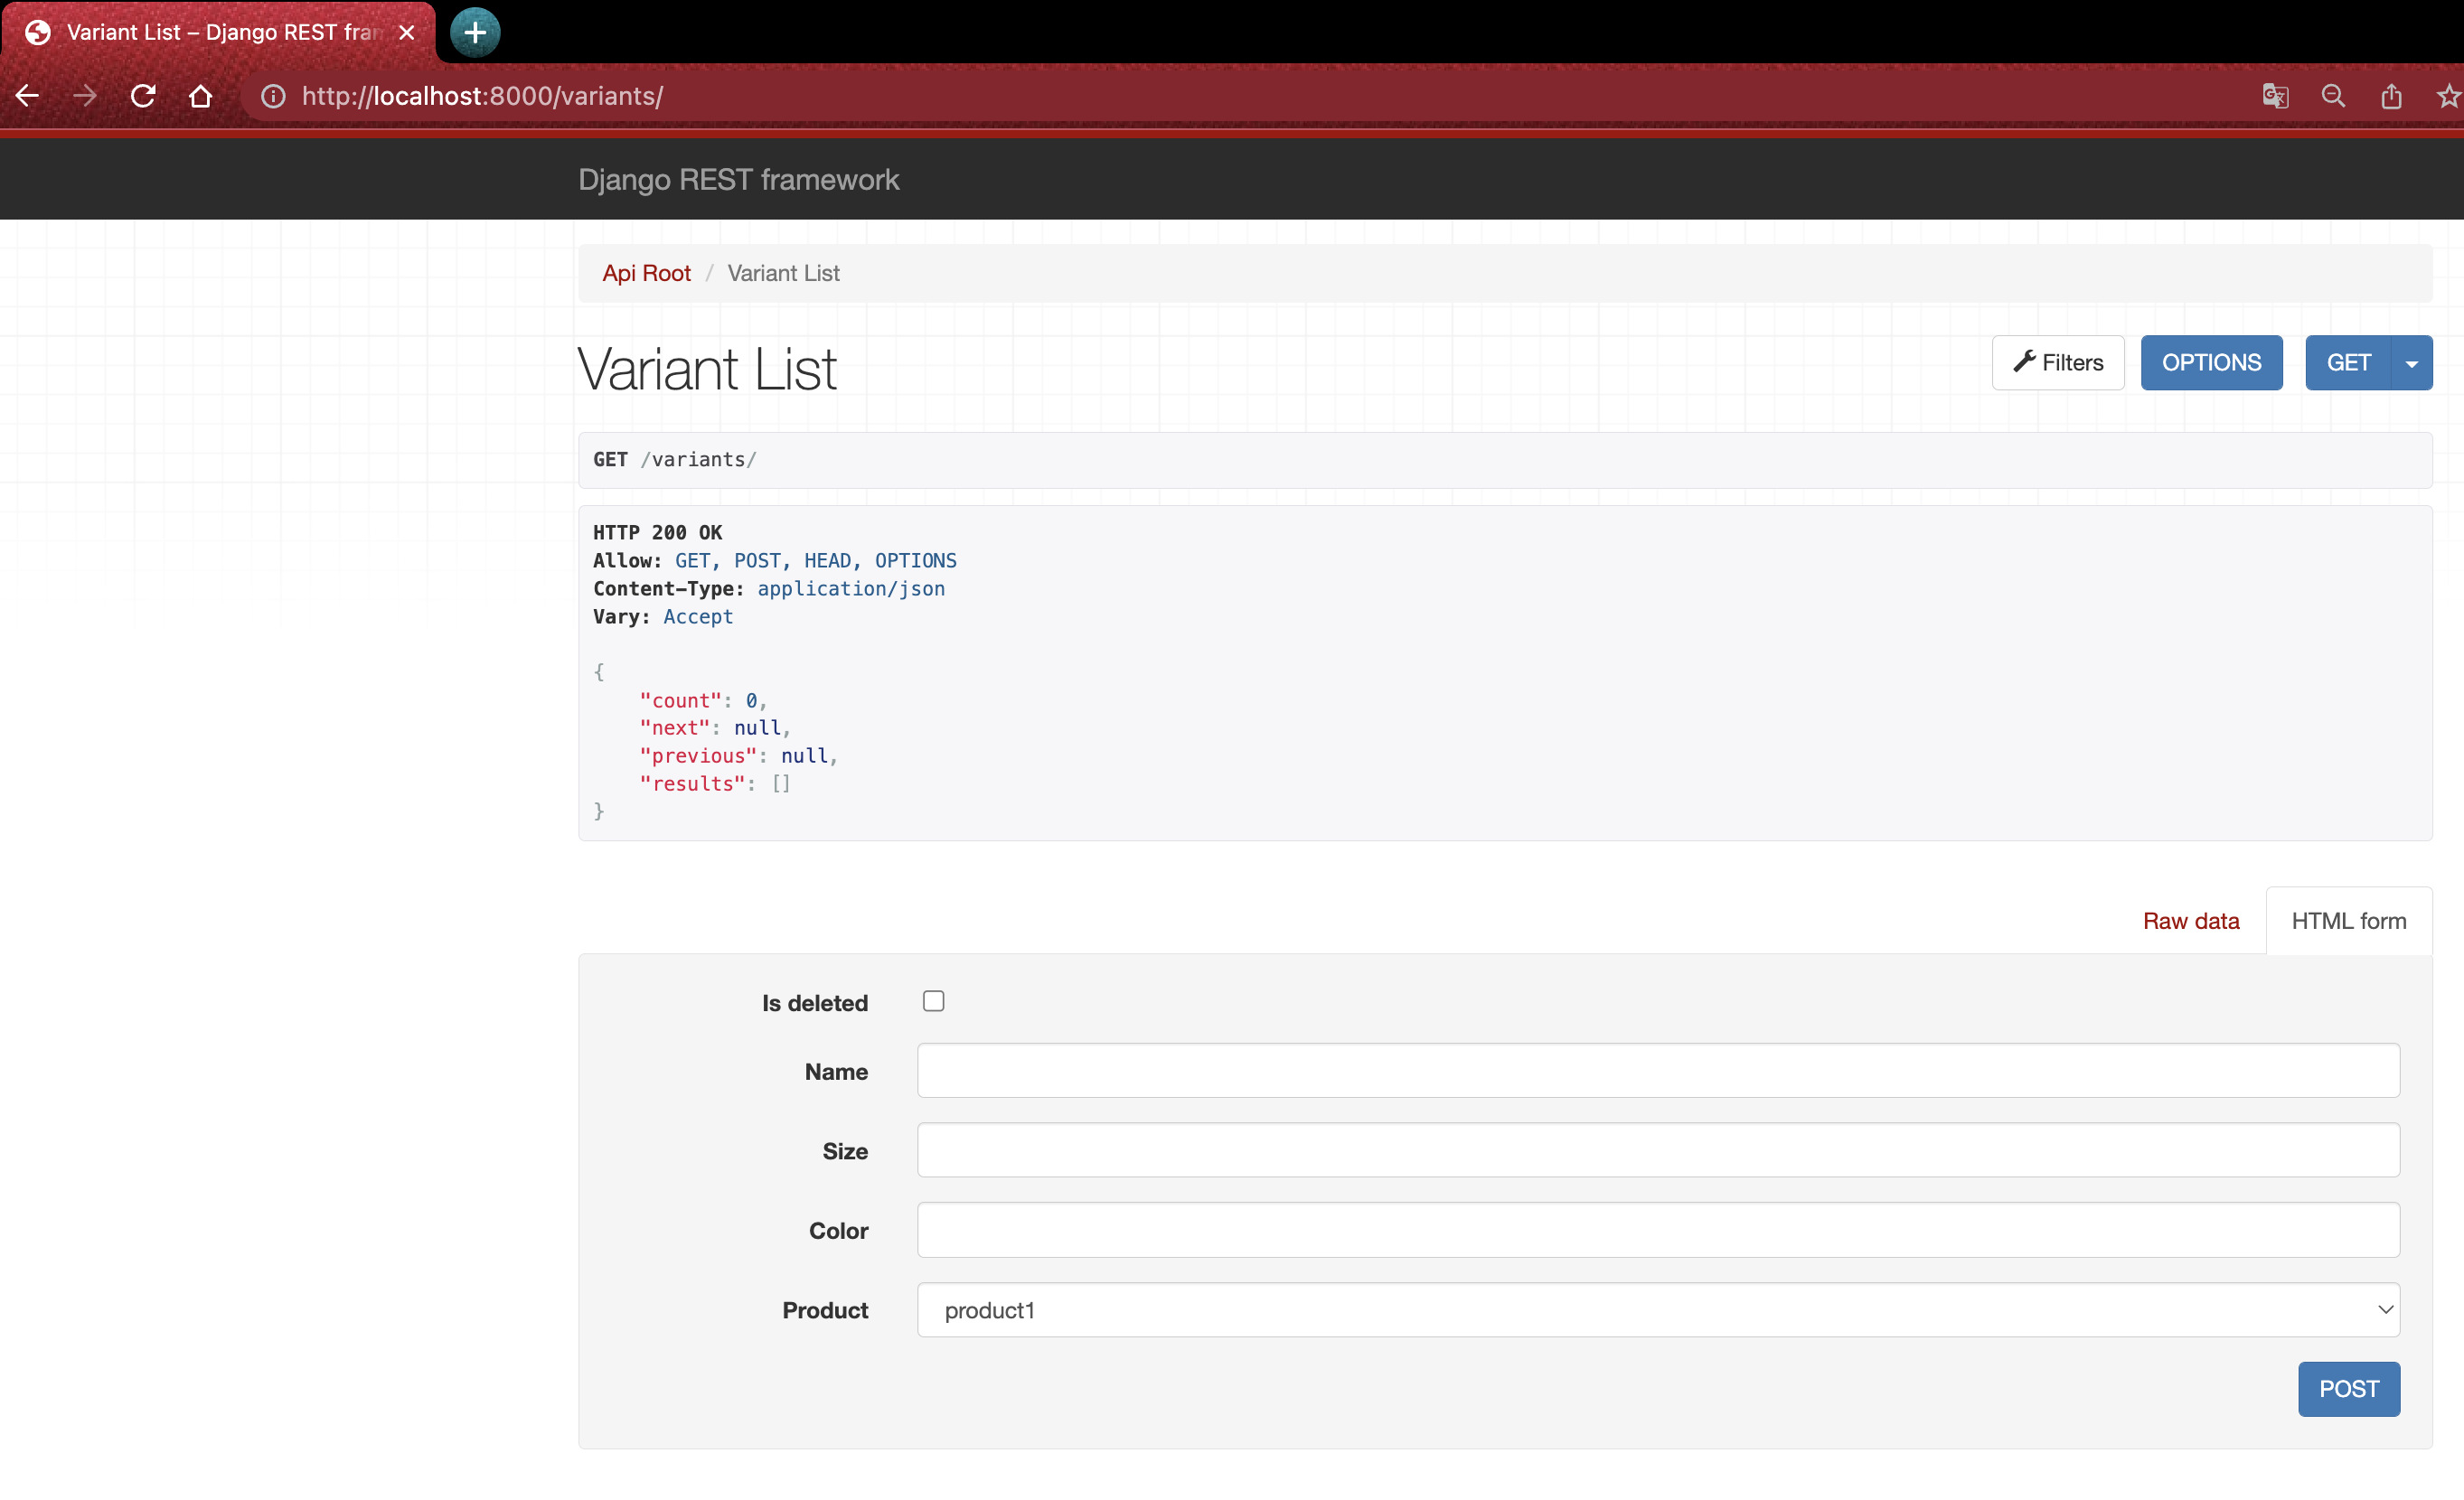 Variant List – Django REST fra
http://localhost:8000/variants/
Django REST framework
Api Root / Variant List
Variant List
Filters
OPTIONS
GET
GET /variants/
HTTP 200 OK
Allow: GET, POST, HEAD, OPTIONS
Content-Type: application/json
Vary: Accept
{
"count": 0,
"next": null,
"previous": null,
"results": []
}
Raw data
HTML form
Is deleted
Name
Size
Color
Product
product1
POST